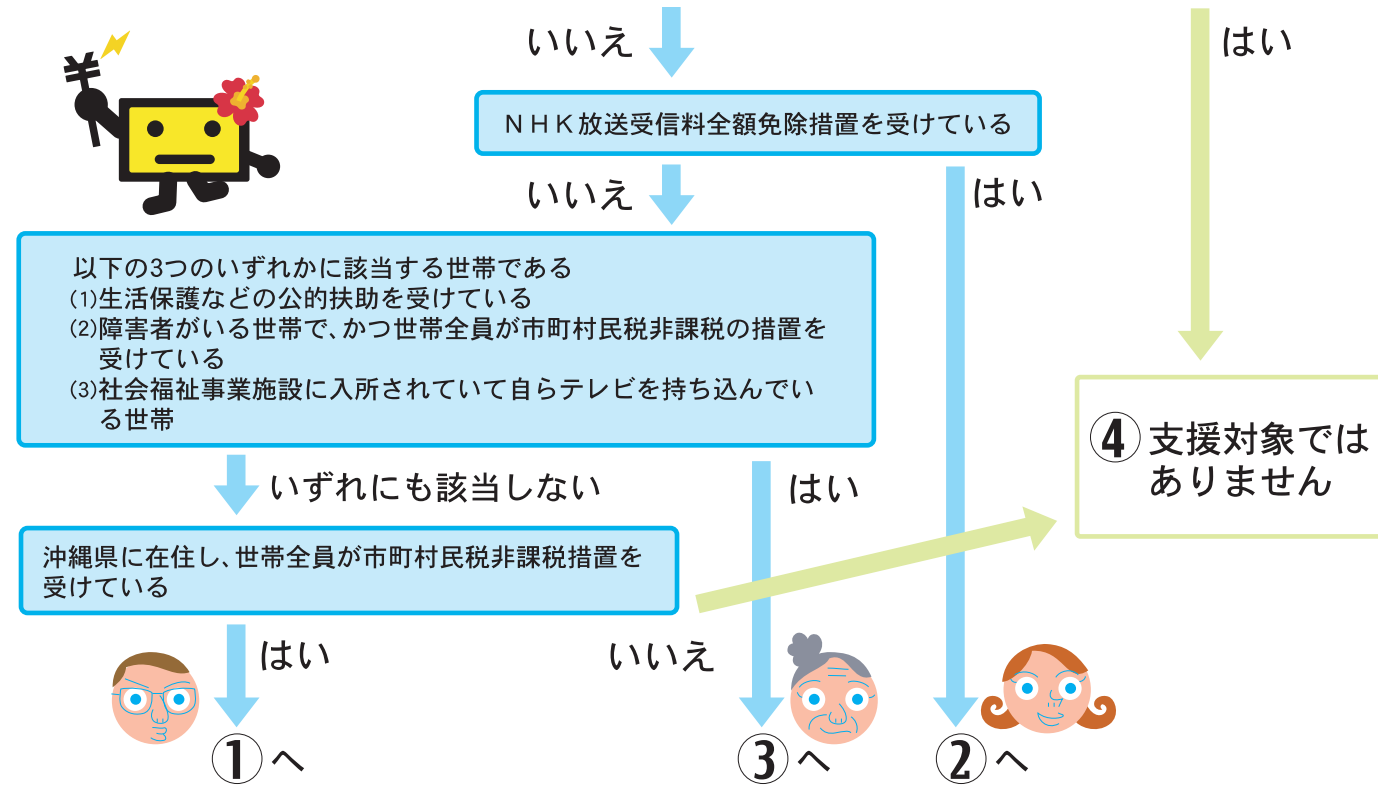 いいえ
はい
NHK放送受信料全額免除措置を受けている
いいえ
はい
以下の3つのいずれかに該当する世帯である
(1)生活保護などの公的扶助を受けている
(2)障害者がいる世帯で、かつ世帯全員が市町村民税非課税の措置を
受けている
(3)社会福祉事業施設に入所されていて自らテレビを持ち込んでい
る世帯
④支援対象では
ありません
いずれにも該当しない
はい
沖縄県に在住し、世帯全員が市町村民税非課税措置を
受けている
はい
いいえ
①へ
③へ
②へ